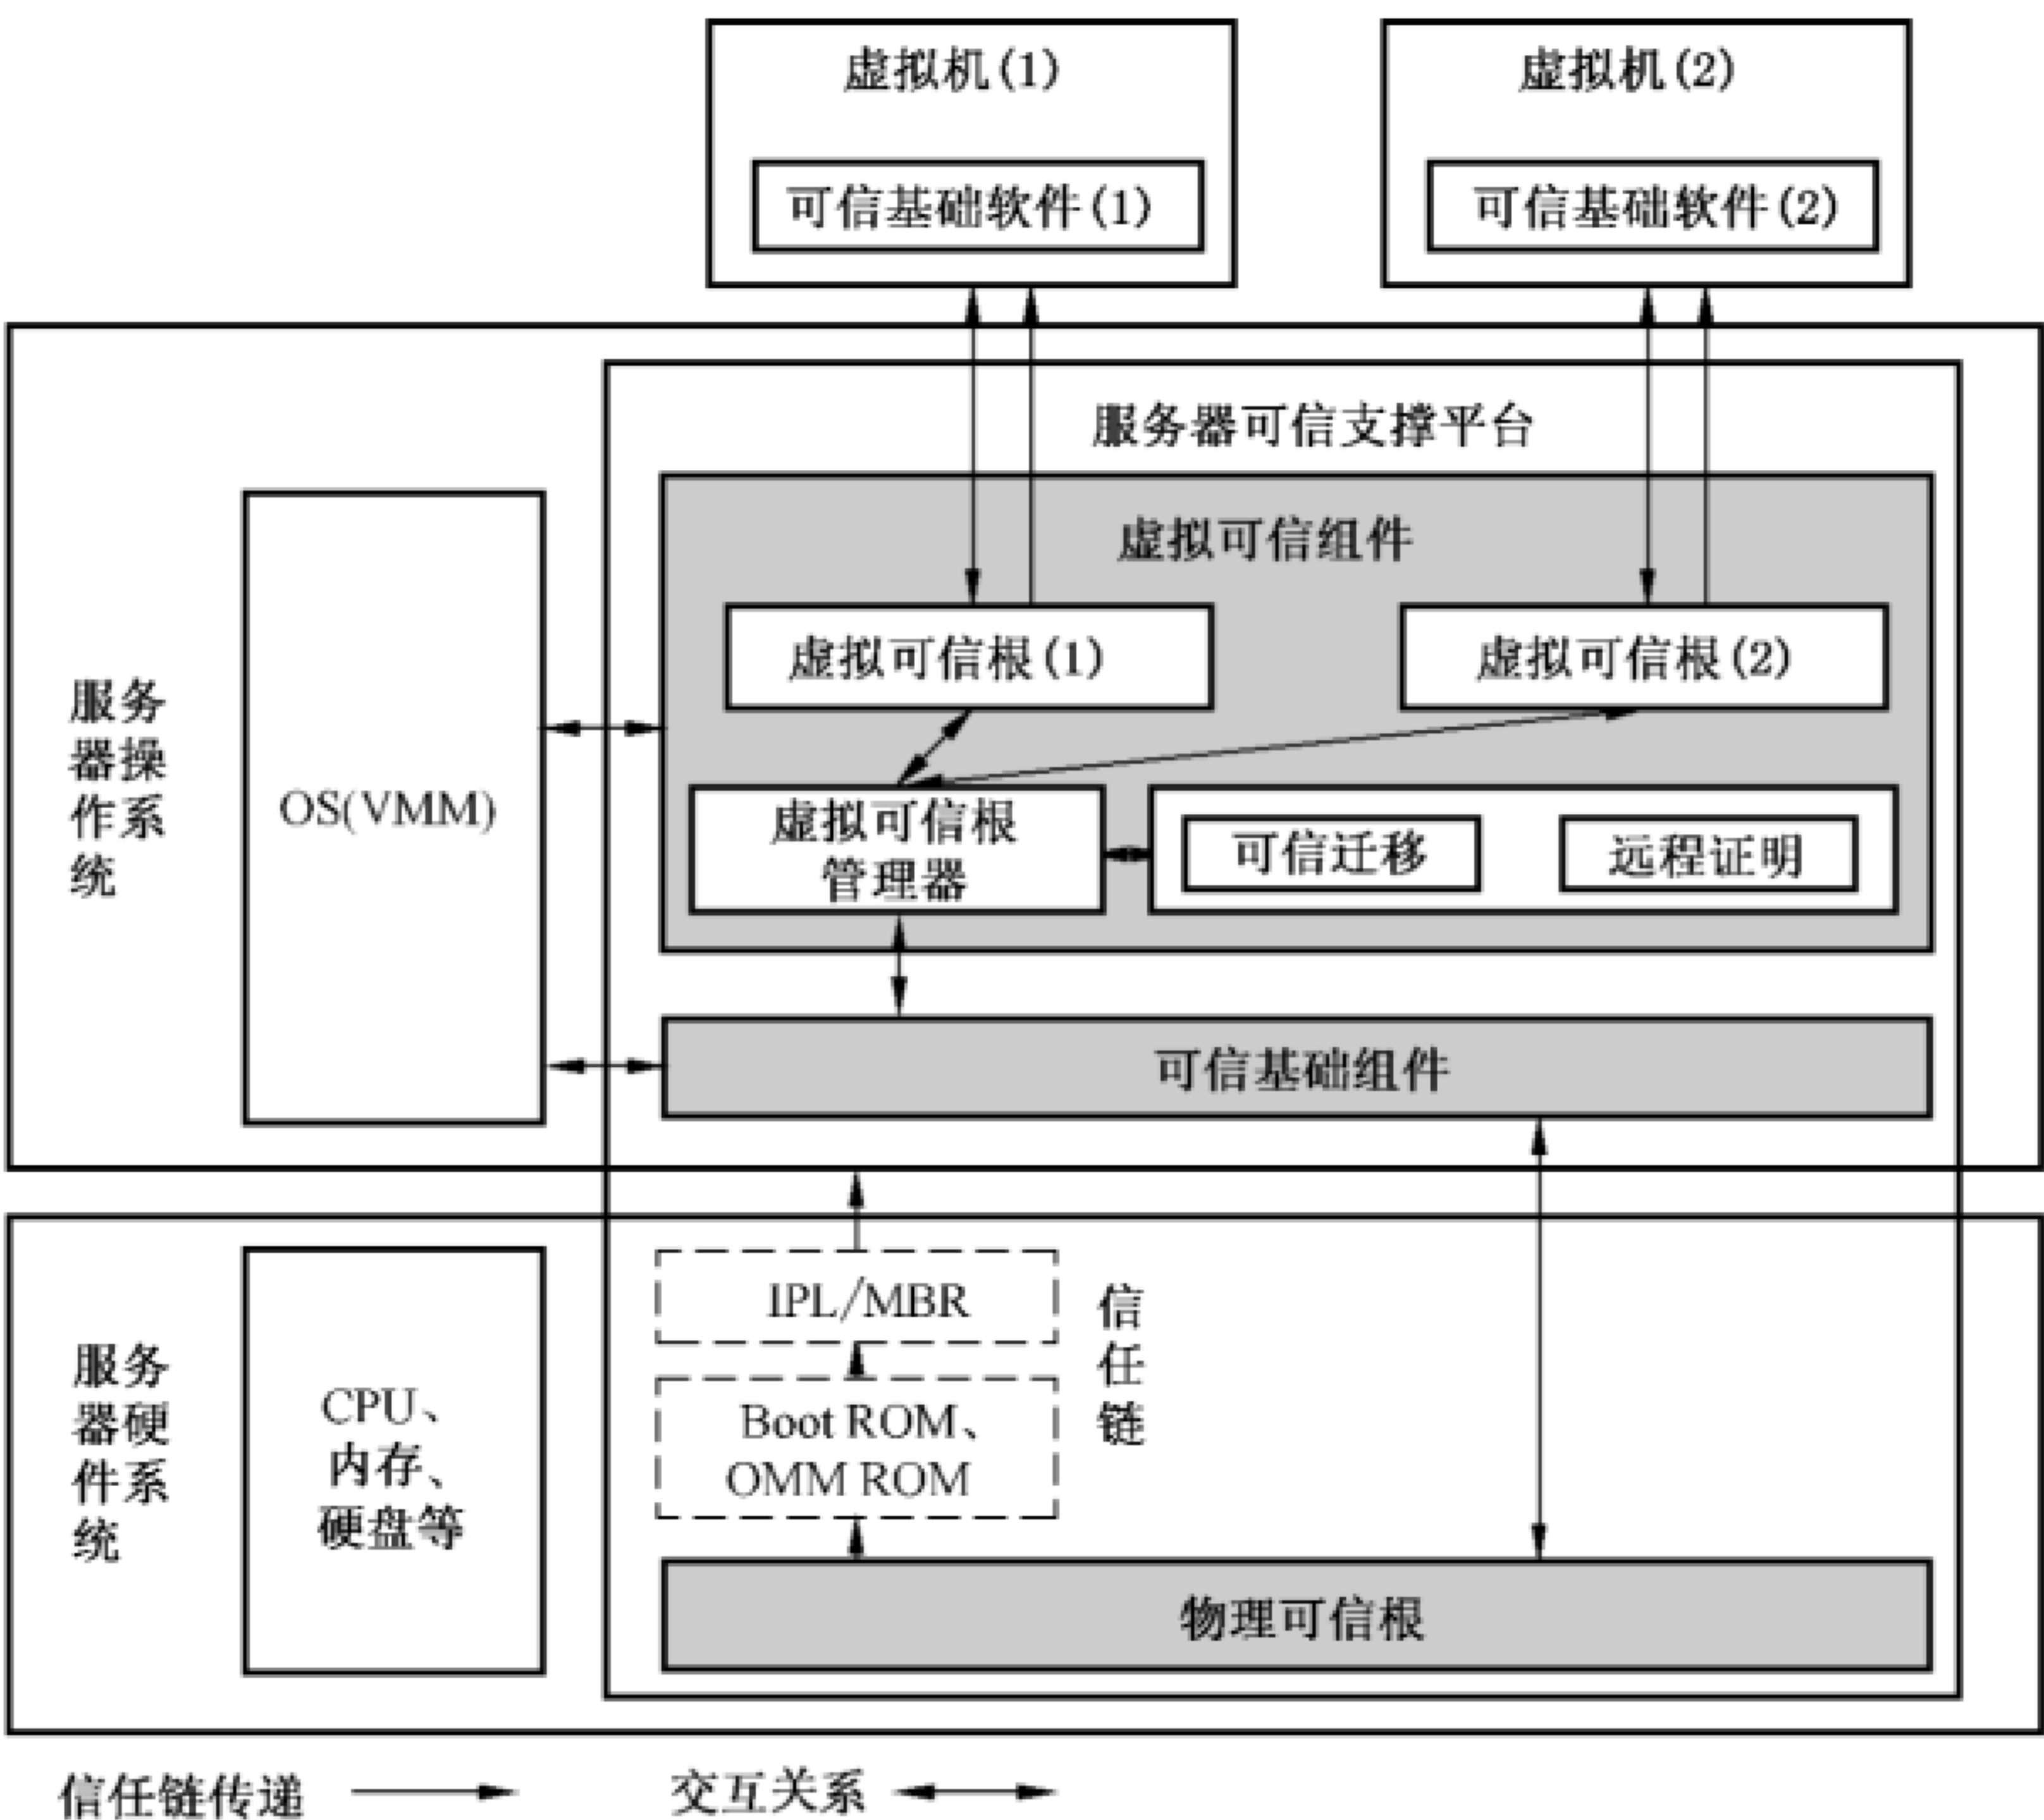 虚拟机(1)
可信基础软件(1)
虚拟机(2)
可信基础软件(2)
服务
器操
作系
统
OS(VMM)
服务器可信支撑平台
虚拟可信组件
虚拟可信根(1)
虚拟可信根(2)
虚拟可信根
管理器
可信迁移
远程证明
可信基础组件
服务
器硬
件系
统
CPU、
内存、
硬盘等
IPL/MBR
Boot ROM、
OMM ROM
信
任
链
物理可信根
信任链传递
交互关系